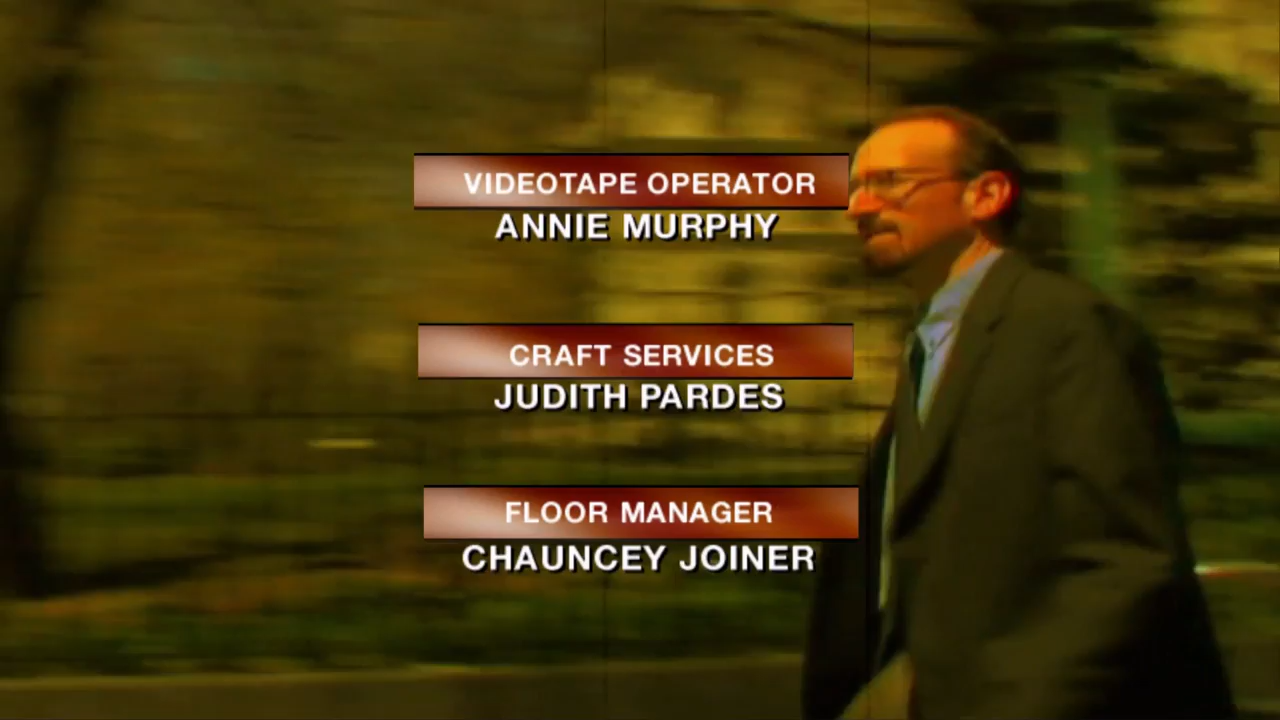 VIDEOTAPE OPERATOR
ANNIE MURPHY
CRAFT SERVICES
JUDITH PARDES
FLOOR MANAGER
CHAUNCEY JOINER